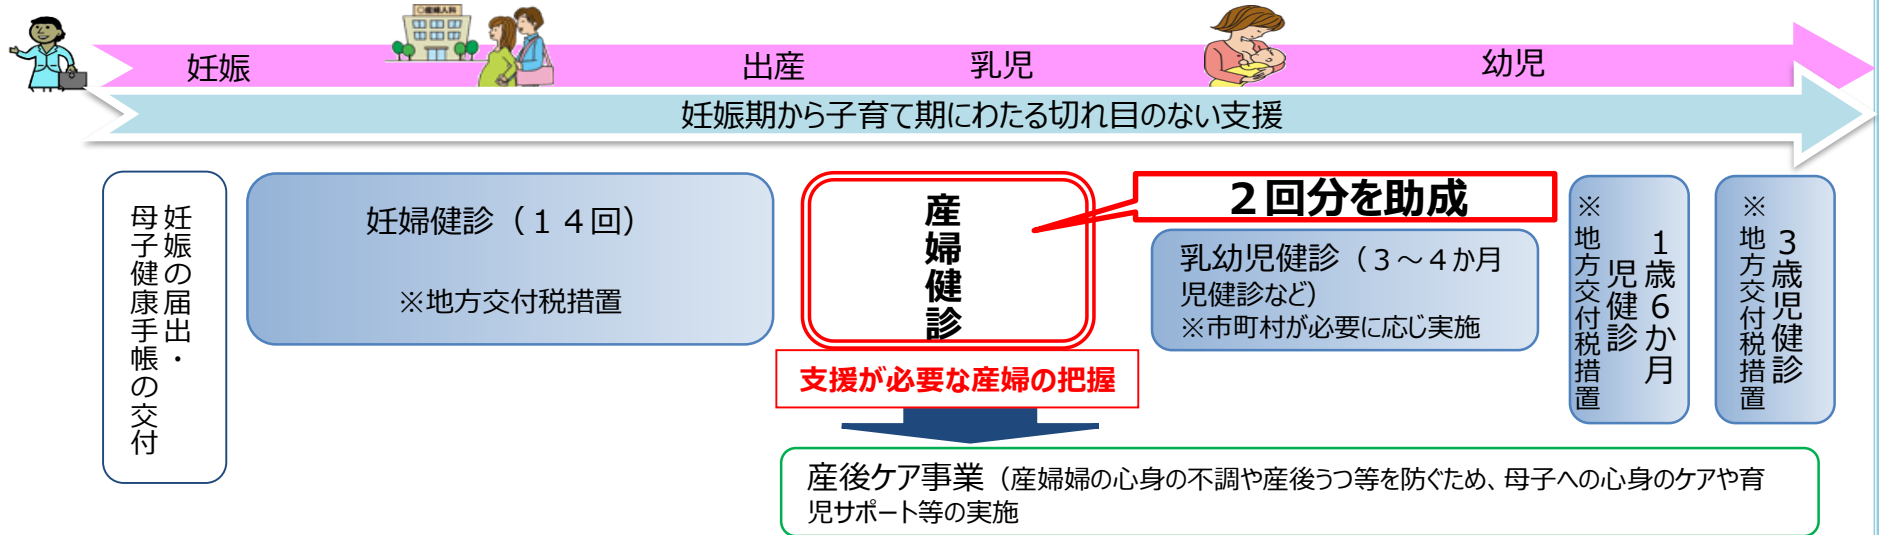 ○産婦人科
妊娠
出産
乳児
幼児
妊娠期から子育て期にわたる切れ目のない支援
妊娠の届出・
母子健康手帳の交付
妊婦健診（１４回）
※地方交付税措置
産婦健診
２回分を助成
乳幼児健診（３～４か月
児健診など）
※市町村が必要に応じ実施
１歳６か月
児健診
※地方交付税措置
３歳児健診
※地方交付税措置
支援が必要な産婦の把握
産後ケア事業（産婦婦の心身の不調や産後うつ等を防ぐため、母子への心身のケアや育
児サポート等の実施